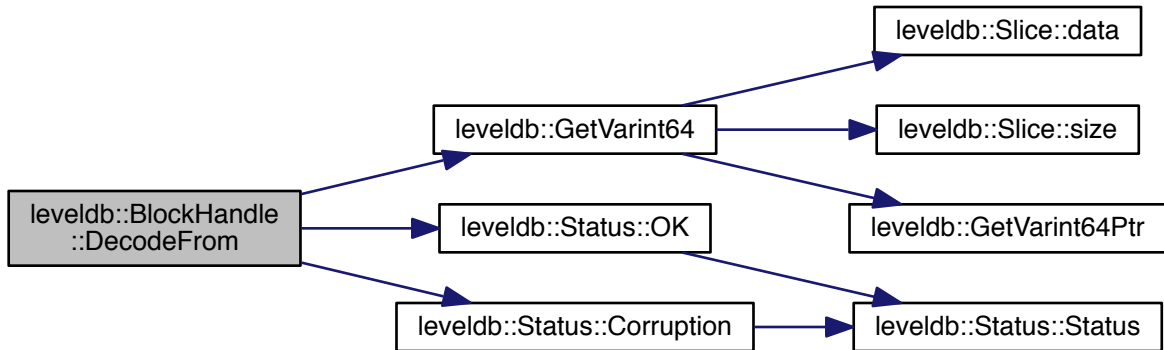 leveldb::BlockHandle
::DecodeFrom
leveldb::GetVarint64
leveldb::Status::OK
leveldb::Status::Corruption
leveldb::Slice::data
leveldb::Slice::size
leveldb::GetVarint64Ptr
leveldb::Status::Status